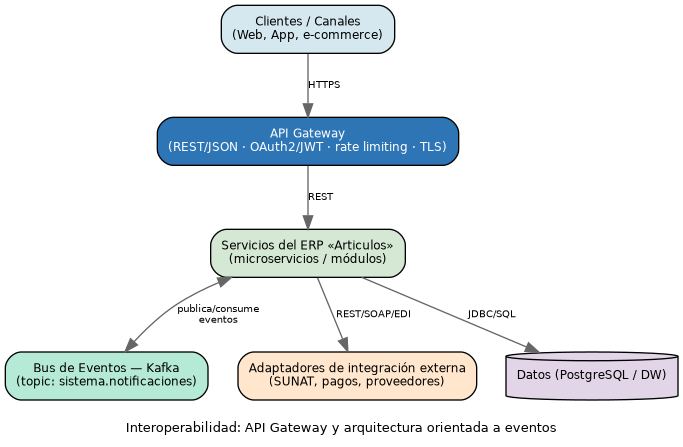 Clientes / Canales
(Web, App, e-commerce)
HTTPS
API Gateway
(REST/JSON · OAuth2/JWT · rate limiting · TLS)
REST
Servicios del ERP «Articulos»
(microservicios / módulos)
publica/consume
eventos
REST/SOAP/EDI
JDBC/SQL
Bus de Eventos — Kafka
(topic: sistema.notificaciones)
Adaptadores de integración externa
(SUNAT, pagos, proveedores)
Datos (PostgreSQL / DW)
Interoperabilidad: API Gateway y arquitectura orientada a eventos